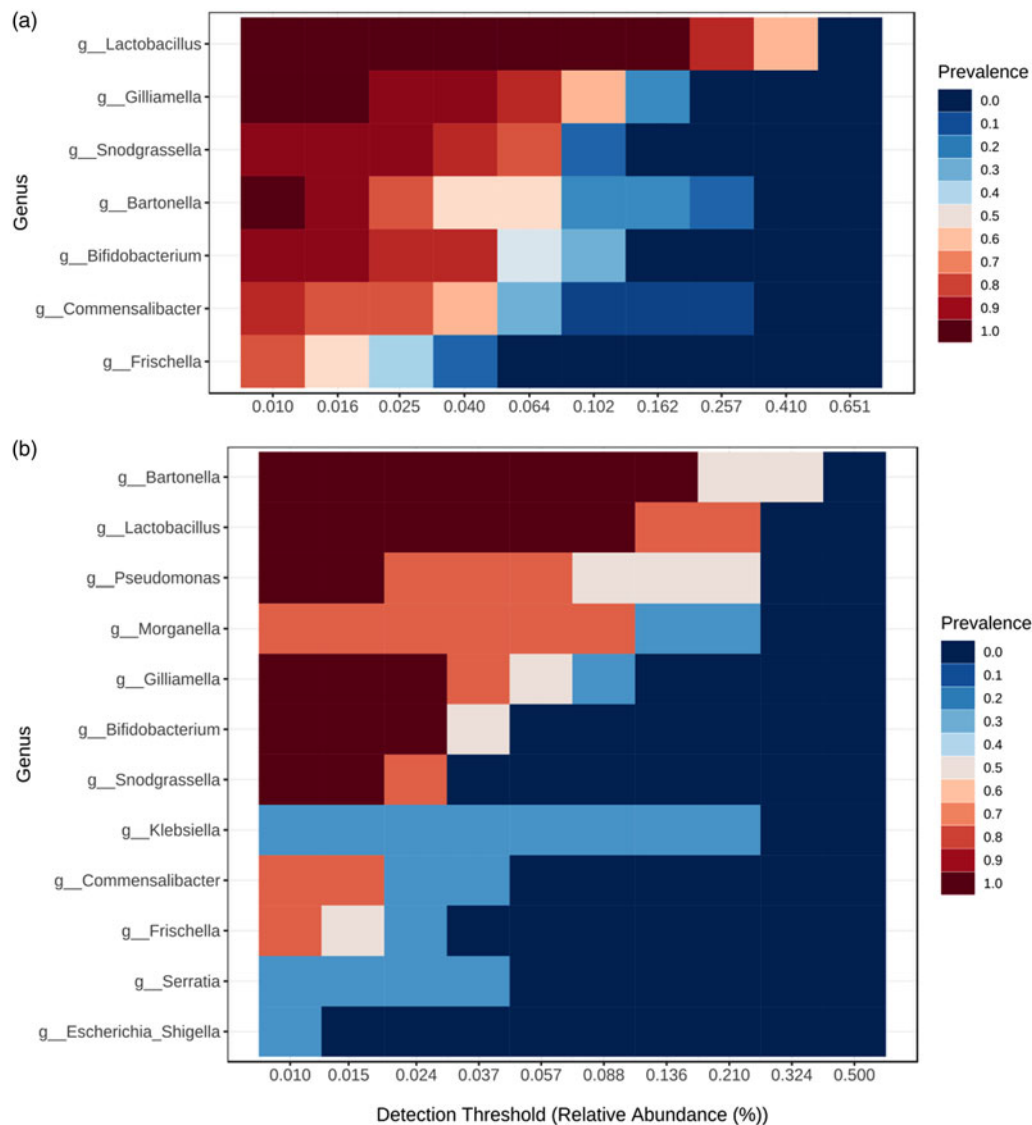 (a)
g__Lactobacillus
g__Gilliamella
g__Snodgrassella
g__Bartonella
g__Bifidobacterium
g__Commensalibacter
g__Frischella
Genus
0.010 0.016 0.025 0.040 0.064 0.102 0.162 0.257 0.410 0.651
Prevalence
0.0
0.1
0.2
0.3
0.4
0.5
0.6
0.7
0.8
0.9
1.0
(b)
g__Bartonella
g__Lactobacillus
g__Pseudomonas
g__Morganella
g__Gilliamella
g__Bifidobacterium
g__Snodgrassella
g__Klebsiella
g__Commensalibacter
g__Frischella
g__Serratia
g__Escherichia_Shigella
Genus
0.010 0.015 0.024 0.037 0.057 0.088 0.136 0.210 0.324 0.500
Detection Threshold (Relative Abundance (%))
Prevalence
0.0
0.1
0.2
0.3
0.4
0.5
0.6
0.7
0.8
0.9
1.0